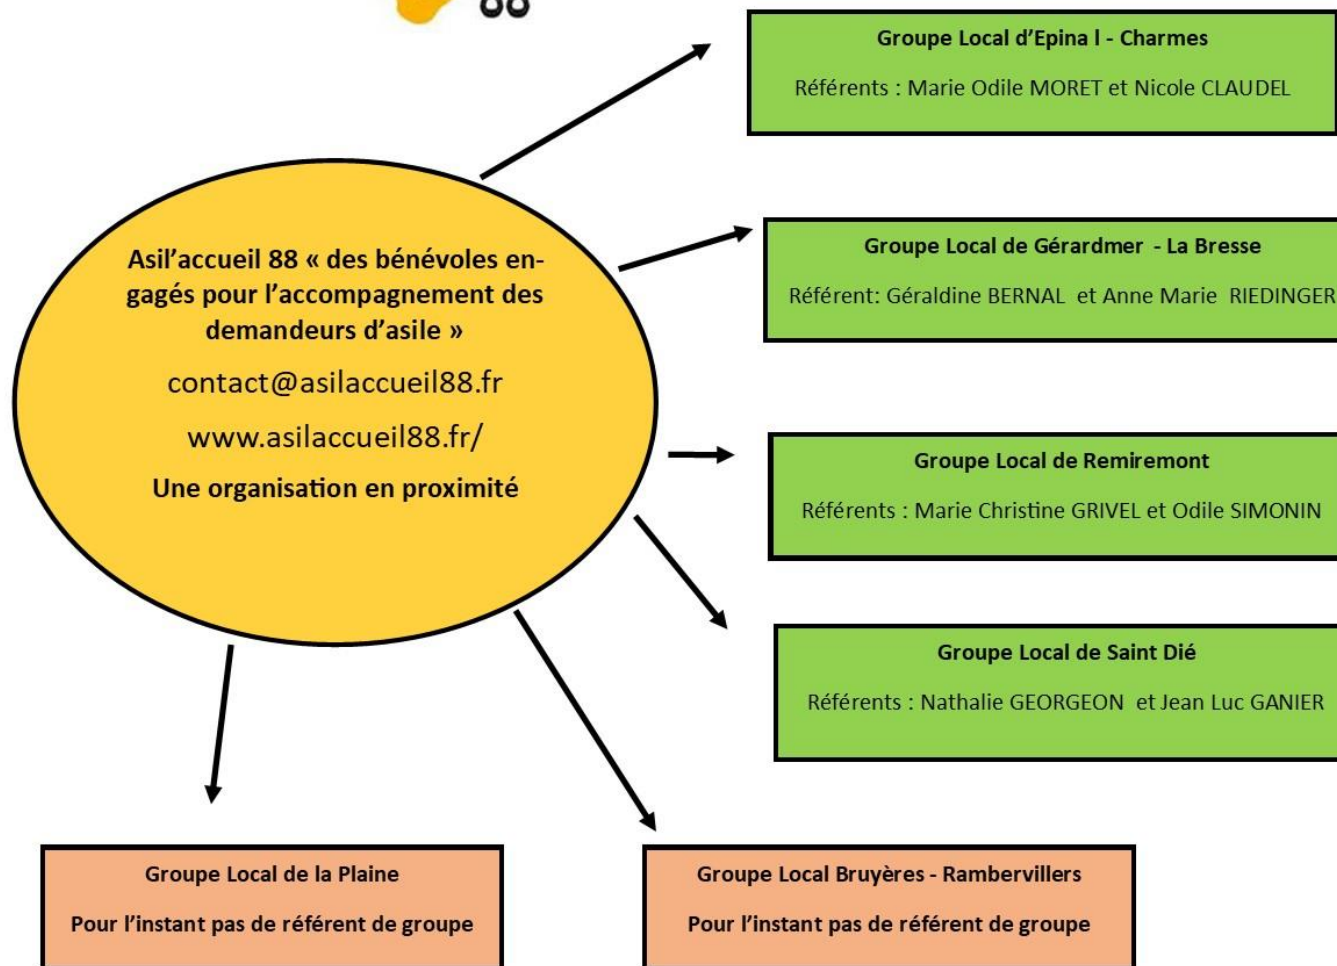 88
Groupe Local d'Epina l - Charmes
Référents : Marie Odile MORET et Nicole CLAUDEL
Asil'accueil 88 « des bénévoles en-
gagés pour l'accompagnement des
demandeurs d'asile »
contact@asilaccueil88.fr
www.asilaccueil88.fr/
Une organisation en proximité
Groupe Local de Gérardmer - La Bresse
Référent: Géraldine BERNAL et Anne Marie RIEDINGER
Groupe Local de Remiremont
Référents : Marie Christine GRIVEL et Odile SIMONIN
Groupe Local de Saint Dié
Référents : Nathalie GEORGEON et Jean Luc GANIER
Groupe Local de la Plaine
Pour l'instant pas de référent de groupe
Groupe Local Bruyères - Rambervillers
Pour l'instant pas de référent de groupe